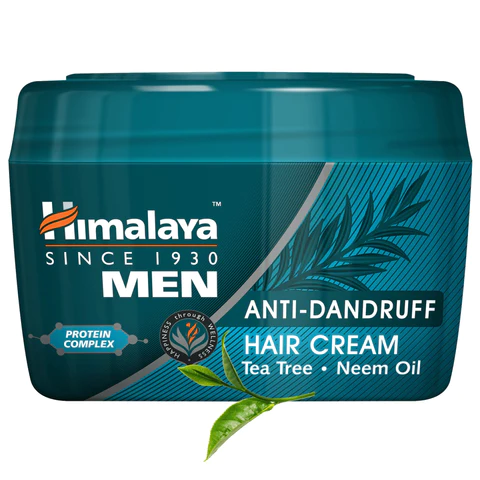 Himalaya™
SINCE 1930
MEN
PROTEIN
COMPLEX
HAPPINESS through WELLNESS
ANTI-DANDRUFF
HAIR CREAM
Tea Tree • Neem Oil